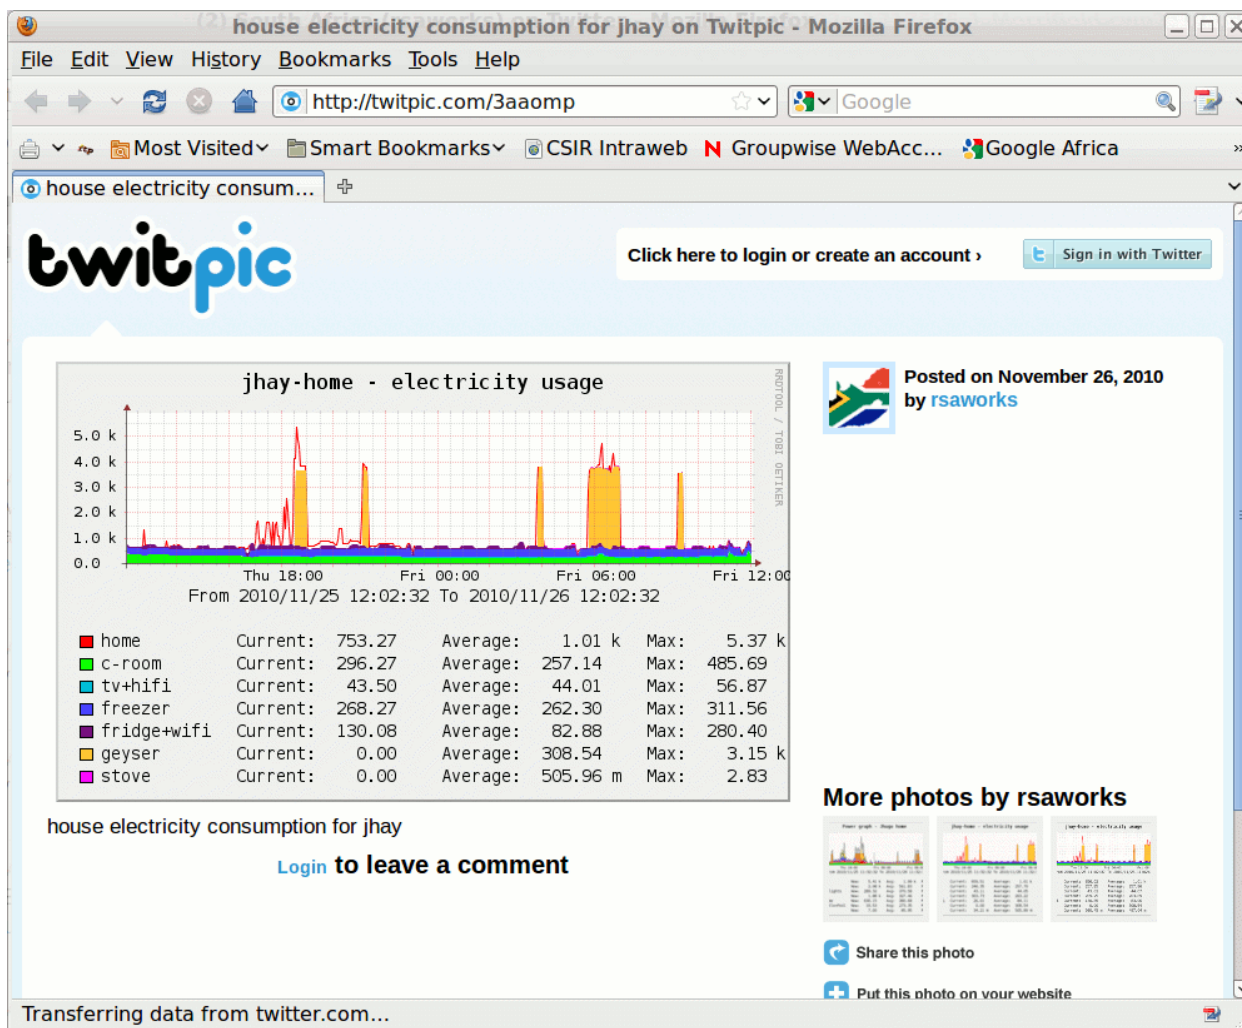 house electricity consumption for jhay on Twitpic - Mozilla Firefox
File Edit View History Bookmarks Tools Help
http://twitpic.com/3aaomp Google
Most Visited Smart Bookmarks CSIR Intraweb N Groupwise WebAcc... Google Africa »
house electricity consum...
twitpic
Click here to login or create an account ›
t Sign in with Twitter
jhay-home - electricity usage
RRDTOOL / TOBI OETIKER
5.0 k
4.0 k
3.0 k
2.0 k
1.0 k
0.0
Thu 18:00 Fri 00:00 Fri 06:00 Fri 12:00
From 2010/11/25 12:02:32 To 2010/11/26 12:02:32
home Current: 753.27 Average: 1.01 k Max: 5.37 k
c-room Current: 296.27 Average: 257.14 Max: 485.69
tv+hifi Current: 43.50 Average: 44.01 Max: 56.87
freezer Current: 268.27 Average: 262.30 Max: 311.56
fridge+wifi Current: 130.08 Average: 82.88 Max: 280.40
geyser Current: 0.00 Average: 308.54 Max: 3.15 k
stove Current: 0.00 Average: 505.96 m Max: 2.83
Posted on November 26, 2010
by rsaworks
house electricity consumption for jhay
Login to leave a comment
More photos by rsaworks
Share this photo
Put this photo on your website
Transferring data from twitter.com...